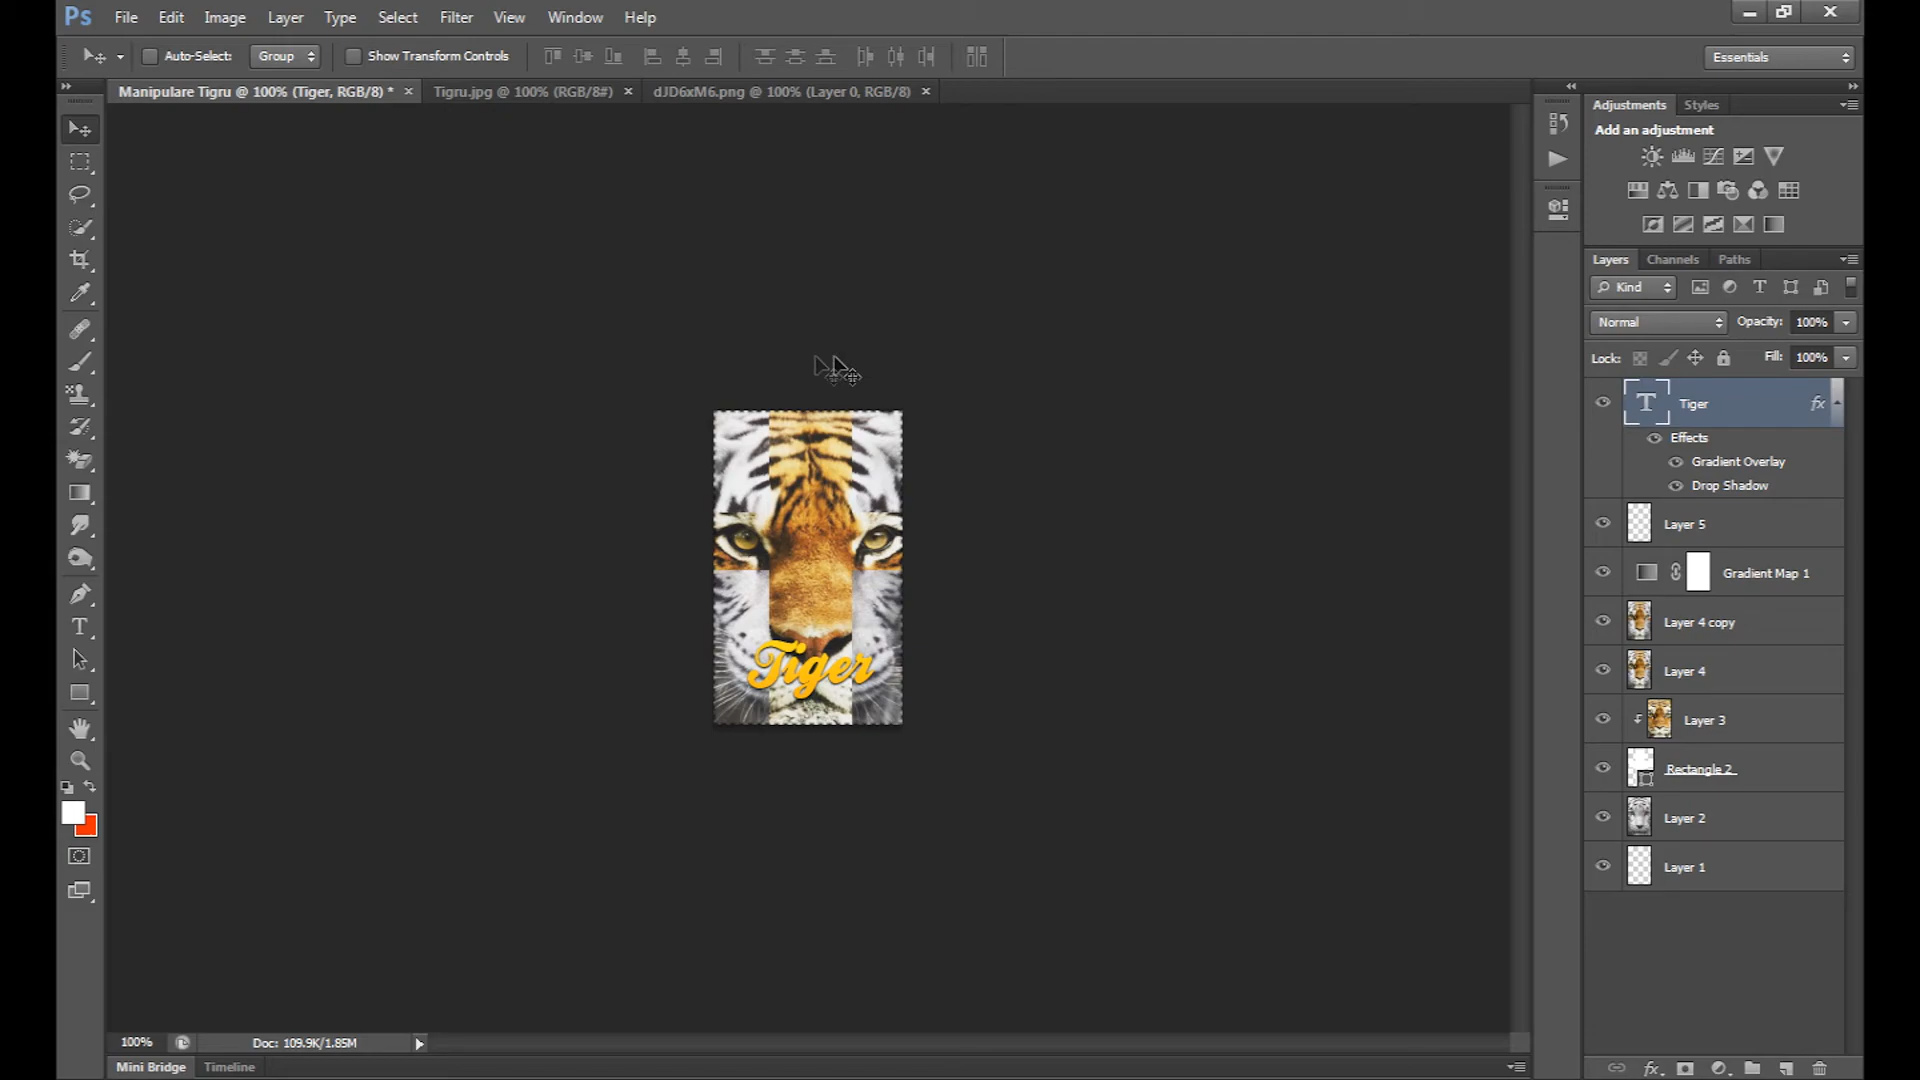 Ps File Edit Image Layer Type Select Filter View Window Help
Auto-Select: Group Show Transform Controls Essentials
Manipulare Tigru @ 100% (Tiger, RGB/8) * × Tigru.jpg @ 100% (RGB/8#) × dJD6xM6.png @ 100% (Layer 0, RGB/8) ×
Adjustments Styles
Add an adjustment
Layers Channels Paths
Kind
Normal Opacity: 100%
Lock: Fill: 100%
T Tiger fx
Effects
Gradient Overlay
Drop Shadow
Layer 5
Gradient Map 1
Layer 4 copy
Layer 4
Layer 3
Rectangle 2
Layer 2
Layer 1
Tiger
100% Doc: 109.9K/1.85M
Mini Bridge Timeline
fx